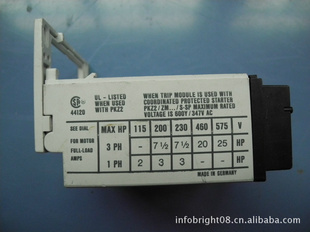 SP
44120
UL - LISTED
WHEN USED
WITH PKZ2
WHEN TRIP MODULE IS USED WITH
COORDINATED PROTECTED STARTER
PKZ2 / ZM... / S-SP MAXIMUM RATED
VOLTAGE IS 600Y / 347V AC
SEE DIAL
FOR MOTOR
FULL-LOAD
AMPS
MAX HP 115 200 230 460 575 V
3 PH - 7½ 7½ 20 25 HP
1 PH 2 3 3 - - HP
MADE IN GERMANY
infobright08.cn.alibaba.com